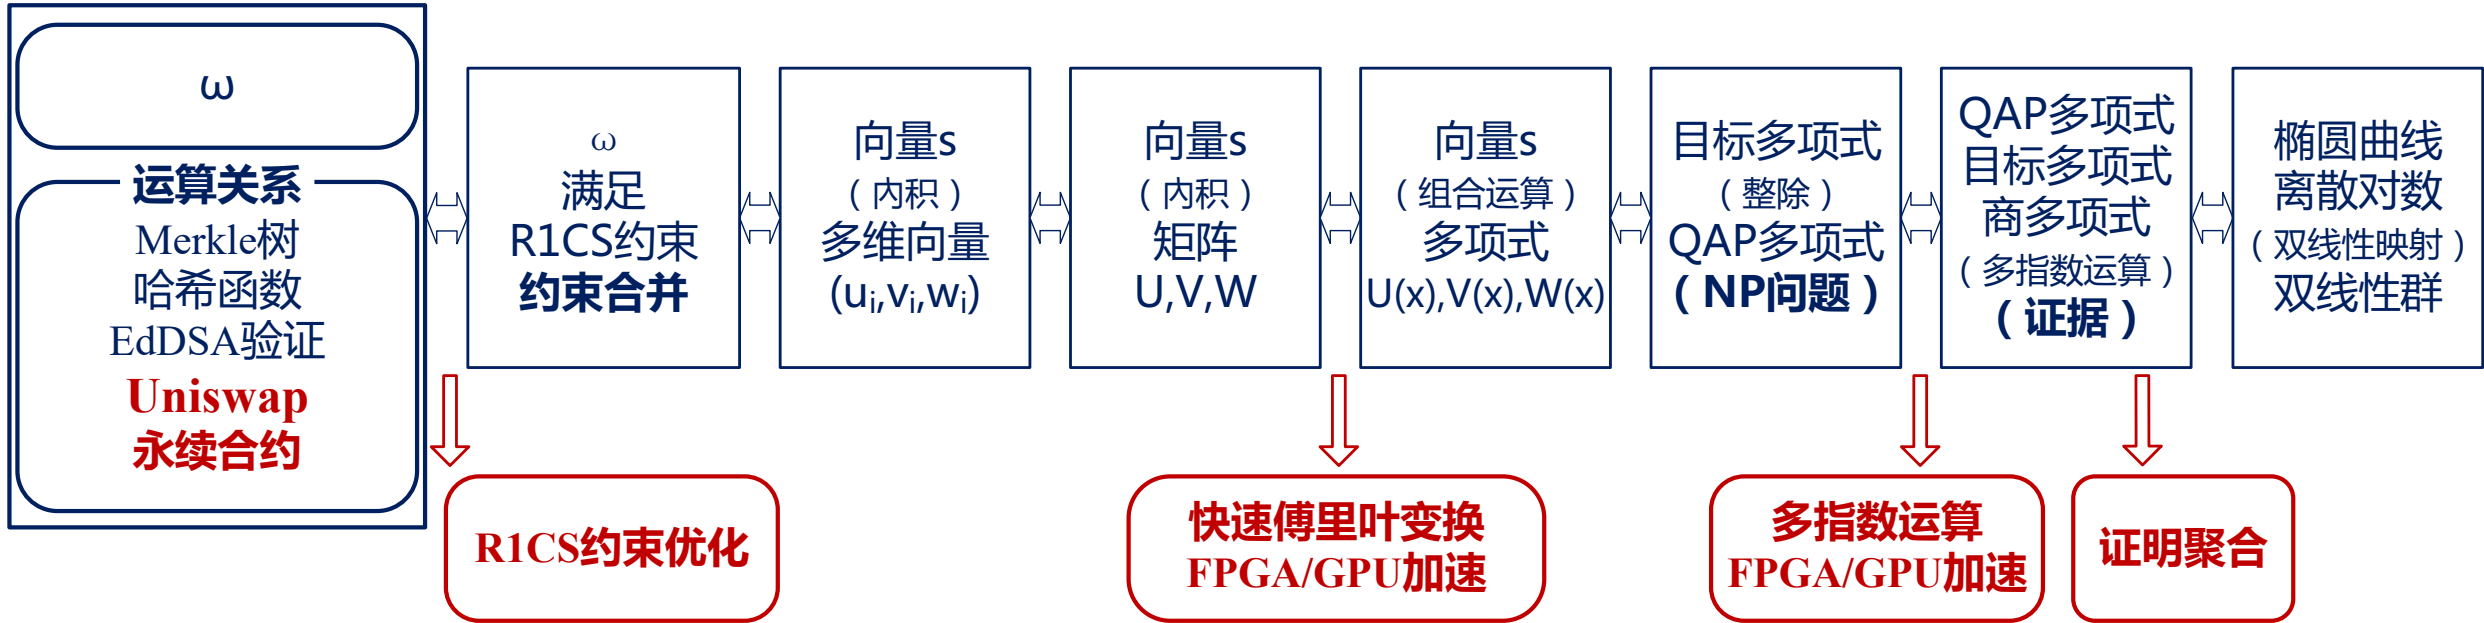 ω
运算关系
Merkle树
哈希函数
EdDSA验证
Uniswap
永续合约
ω
满足
R1CS约束
约束合并
向量s
（内积）
多维向量
(uᵢ,vᵢ,wᵢ)
向量s
（内积）
矩阵
U,V,W
向量s
（组合运算）
多项式
U(x),V(x),W(x)
目标多项式
（整除）
QAP多项式
（NP问题）
QAP多项式
目标多项式
商多项式
（多指数运算）
（证据）
椭圆曲线
离散对数
（双线性映射）
双线性群
R1CS约束优化
快速傅里叶变换
FPGA/GPU加速
多指数运算
FPGA/GPU加速
证明聚合